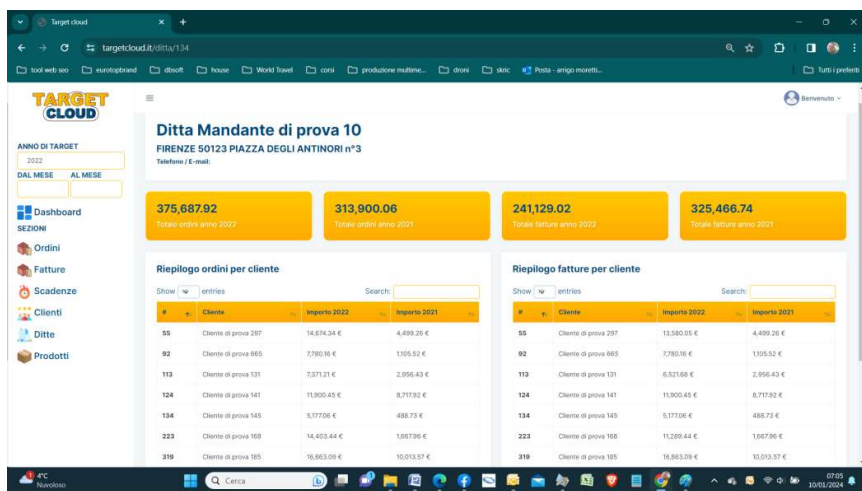 Target cloud
targetcloud.it/ditta/134
tool web seo
eurotopbrand
dbsoft
house
World Travel
corsi
produzione multime...
droni
skric
Posta - arrigo moretti...
Tutti i preferiti
TARGET
CLOUD
Benvenuto
ANNO DI TARGET
2022
DAL MESE AL MESE
Dashboard
SEZIONI
Ordini
Fatture
Scadenze
Clienti
Ditte
Prodotti
Ditta Mandante di prova 10
FIRENZE 50123 PIAZZA DEGLI ANTINORI n°3
Telefono / E-mail:
375,687.92
Totale ordini anno 2022
313,900.06
Totale ordini anno 2021
241,129.02
Totale fatture anno 2022
325,466.74
Totale fatture anno 2021
Riepilogo ordini per cliente
Show 10 entries Search:
# Cliente Importo 2022 Importo 2021
55 Cliente di prova 297 14,674.34 € 4,499.26 €
92 Cliente di prova 665 7,780.16 € 1,105.52 €
113 Cliente di prova 131 7,371.21 € 2,956.43 €
124 Cliente di prova 141 11,900.45 € 8,717.92 €
134 Cliente di prova 145 5,177.06 € 488.73 €
223 Cliente di prova 168 14,403.44 € 1,667.96 €
319 Cliente di prova 185 16,863.09 € 10,013.57 €
Riepilogo fatture per cliente
Show 10 entries Search:
# Cliente Importo 2022 Importo 2021
55 Cliente di prova 297 13,580.05 € 4,499.26 €
92 Cliente di prova 665 7,780.16 € 1,105.52 €
113 Cliente di prova 131 6,521.68 € 2,956.43 €
124 Cliente di prova 141 11,900.45 € 8,717.92 €
134 Cliente di prova 145 5,177.06 € 488.73 €
223 Cliente di prova 168 11,289.44 € 1,667.96 €
319 Cliente di prova 185 16,863.09 € 10,013.57 €
4°C
Nuvoloso
Cerca
07:05
10/01/2024